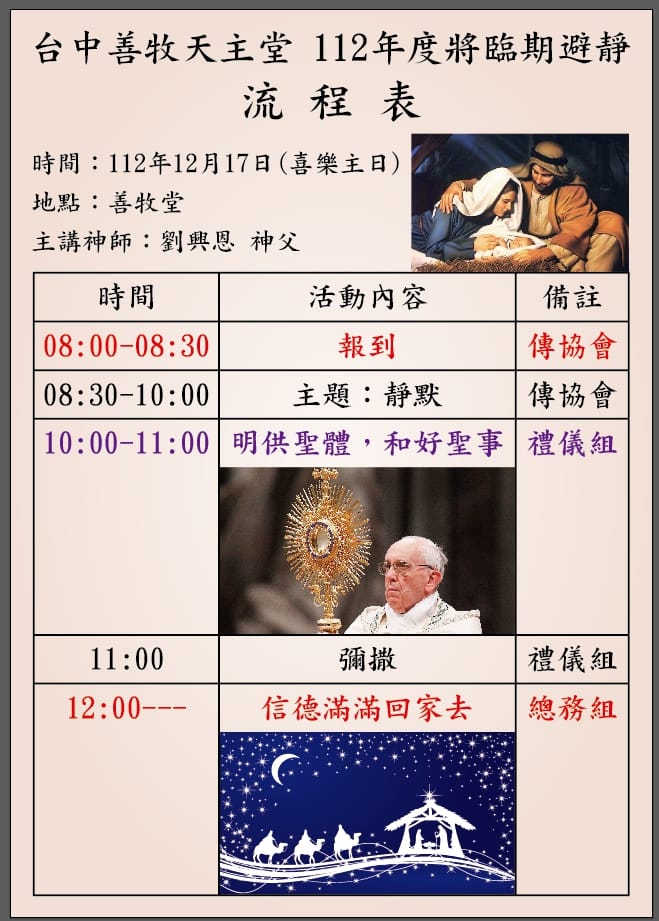 台中善牧天主堂 112年度將臨期避靜
流 程 表
時間：112年12月17日(喜樂主日)
地點：善牧堂
主講神師：劉興恩 神父
時間 活動內容 備註
08:00-08:30 報到 傳協會
08:30-10:00 主題：靜默 傳協會
10:00-11:00 明供聖體，和好聖事 禮儀組
11:00 彌撒 禮儀組
12:00--- 信德滿滿回家去 總務組